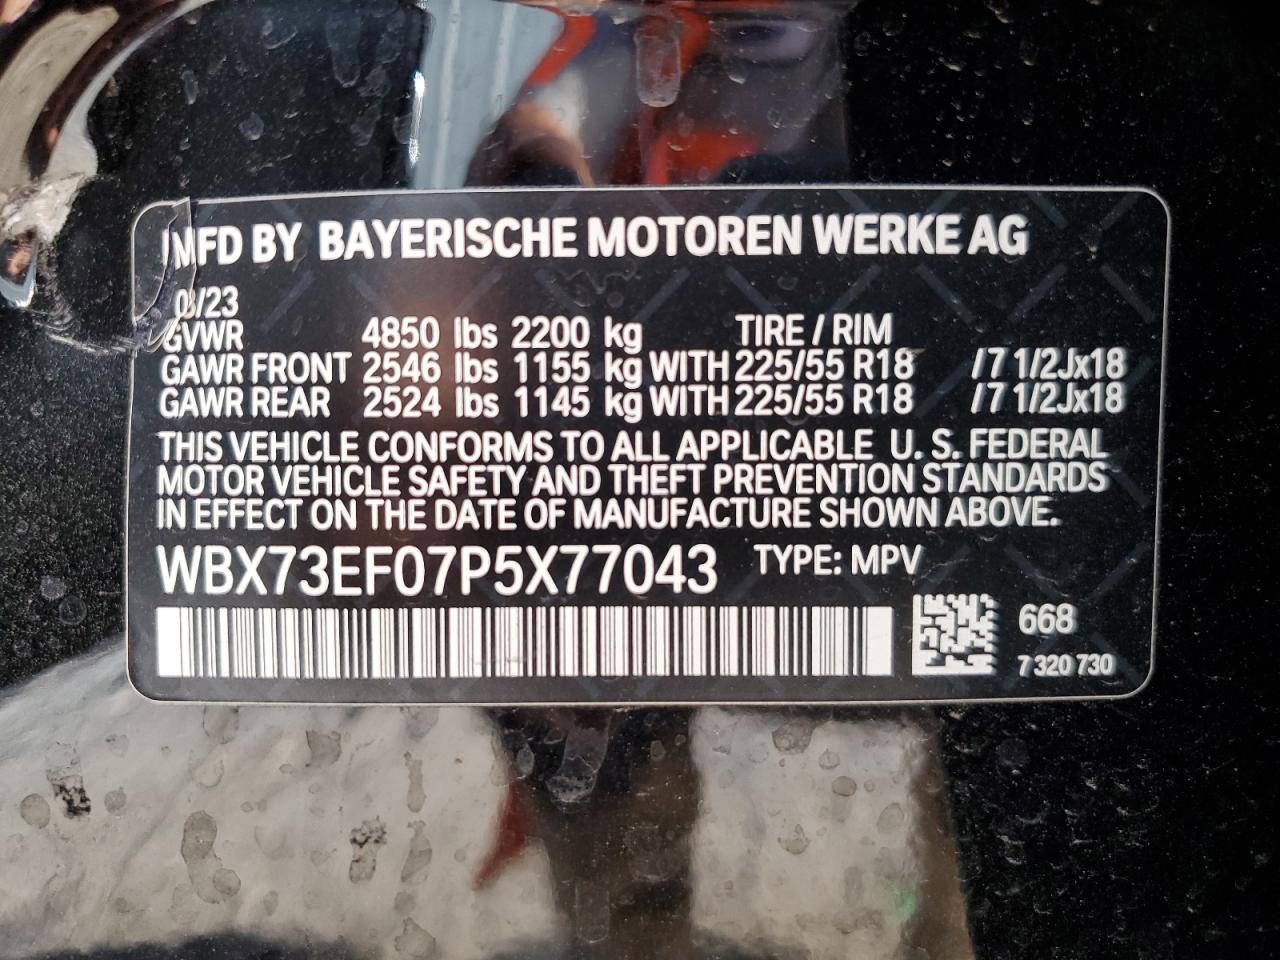 MFD BY BAYERISCHE MOTOREN WERKE AG
/23
GVWR 4850 lbs 2200 kg TIRE / RIM
GAWR FRONT 2546 lbs 1155 kg WITH 225/55 R18 /7 1/2Jx18
GAWR REAR 2524 lbs 1145 kg WITH 225/55 R18 /7 1/2Jx18
THIS VEHICLE CONFORMS TO ALL APPLICABLE U. S. FEDERAL
MOTOR VEHICLE SAFETY AND THEFT PREVENTION STANDARDS
IN EFFECT ON THE DATE OF MANUFACTURE SHOWN ABOVE.
WBX73EF07P5X77043 TYPE: MPV
668
7 320 730